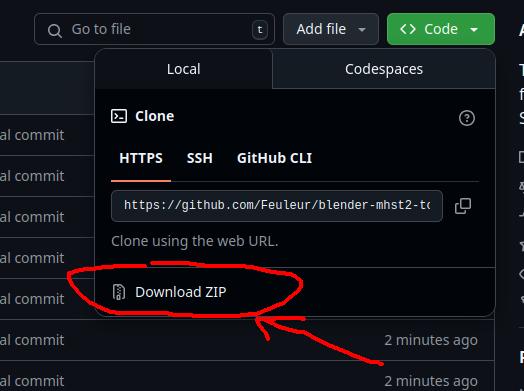 Go to file
t
Add file
Code
Local
Codespaces
Clone
HTTPS
SSH
GitHub CLI
https://github.com/Feuleur/blender-mhst2-to
Clone using the web URL.
Download ZIP
al commit
al commit
al commit
al commit
al commit
al commit
2 minutes ago
al commit
2 minutes ago